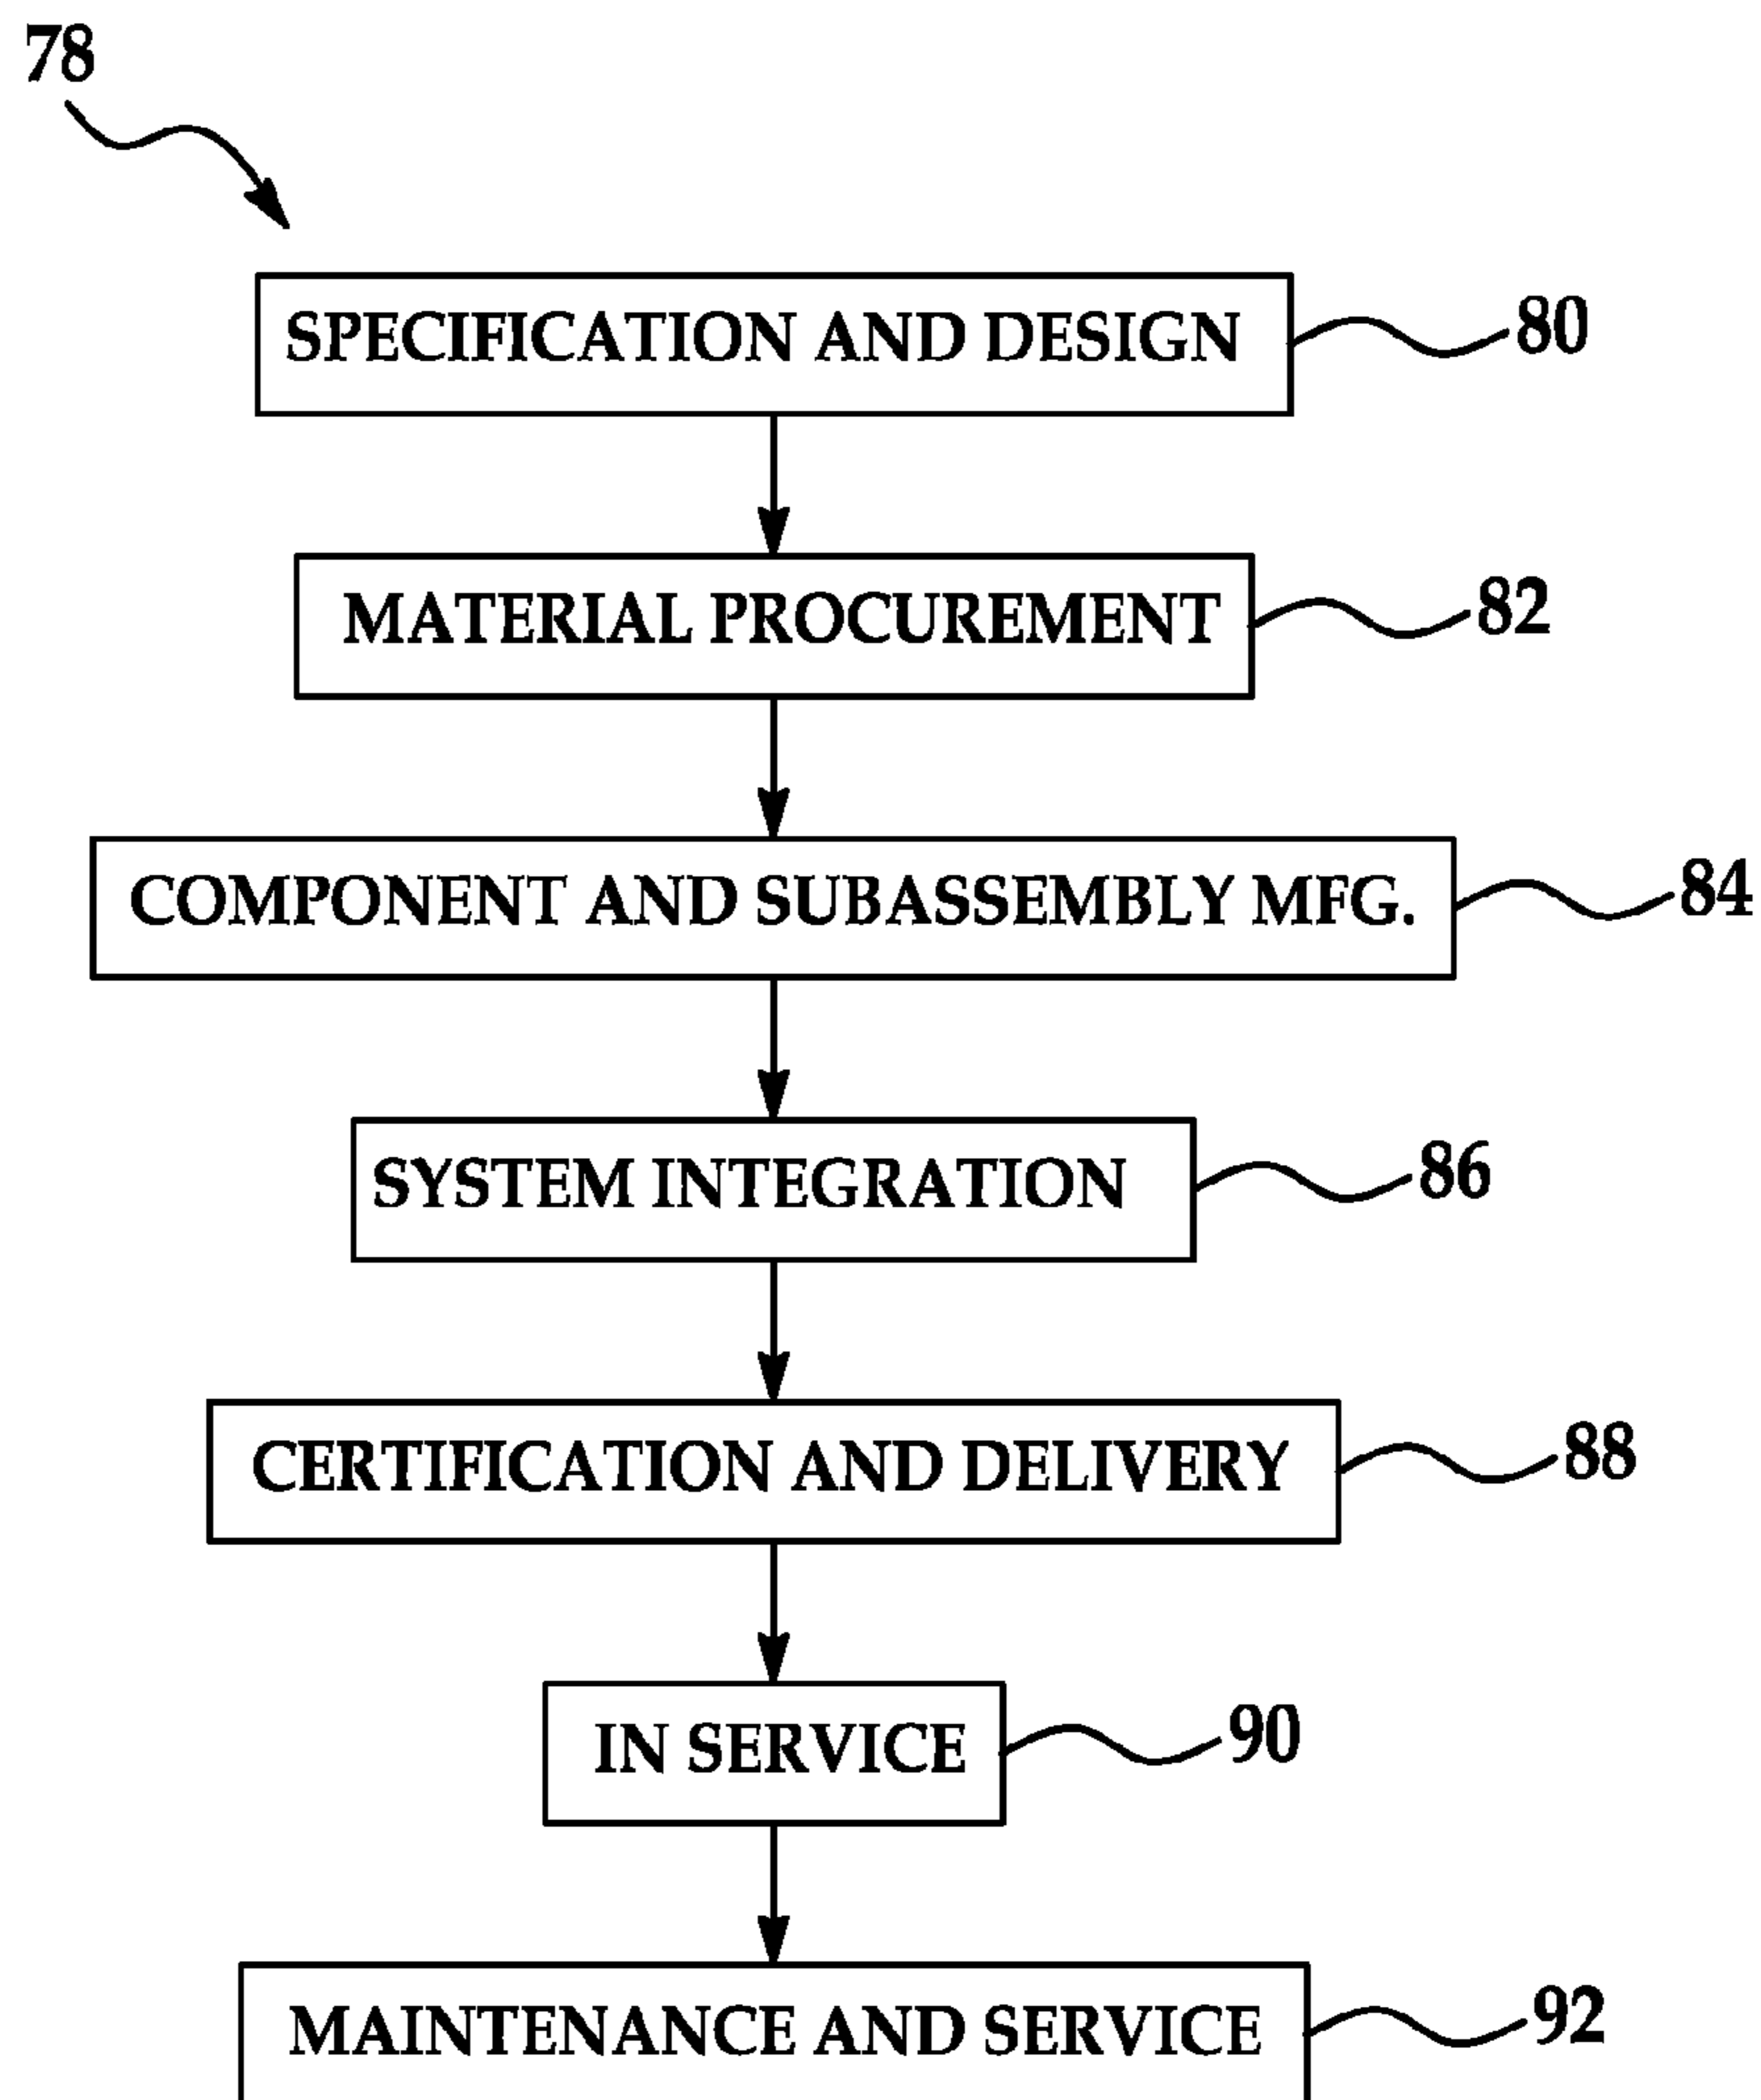 78
SPECIFICATION AND DESIGN 80
MATERIAL PROCUREMENT 82
COMPONENT AND SUBASSEMBLY MFG. 84
SYSTEM INTEGRATION 86
CERTIFICATION AND DELIVERY 88
IN SERVICE 90
MAINTENANCE AND SERVICE 92